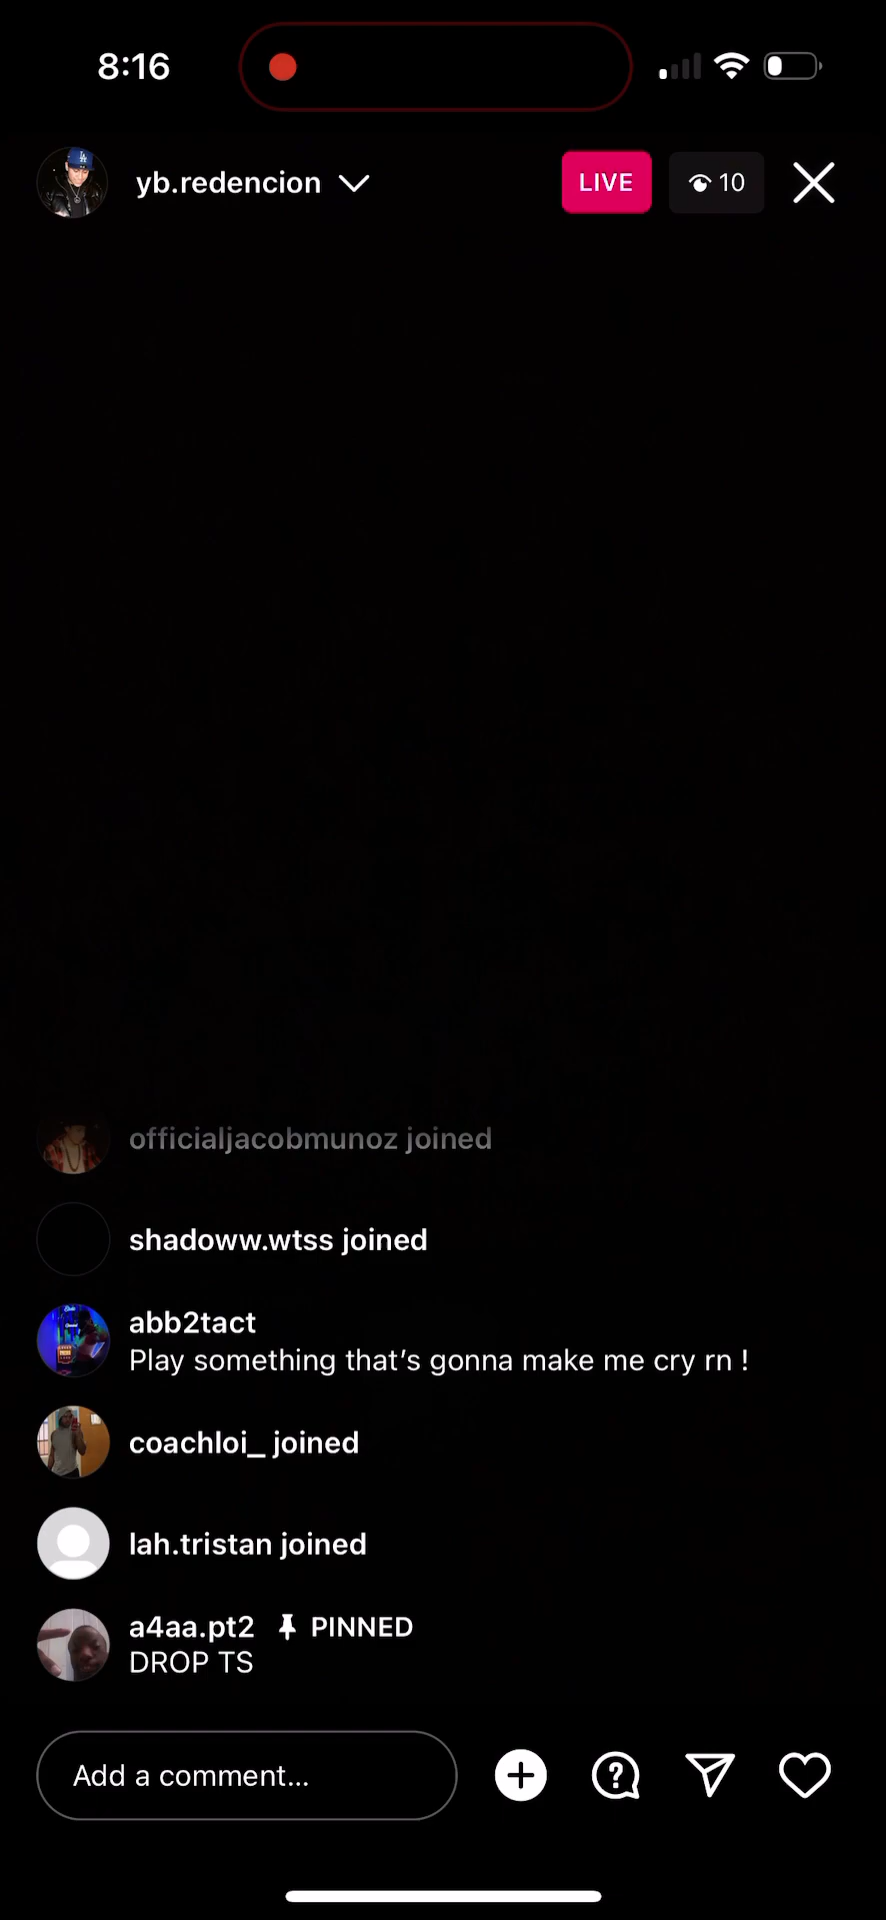 8:16
yb.redencion
LIVE
10
officialjacobmunoz joined
shadoww.wtss joined
abb2tact
Play something that’s gonna make me cry rn !
coachloi_ joined
lah.tristan joined
a4aa.pt2 PINNED
DROP TS
Add a comment...